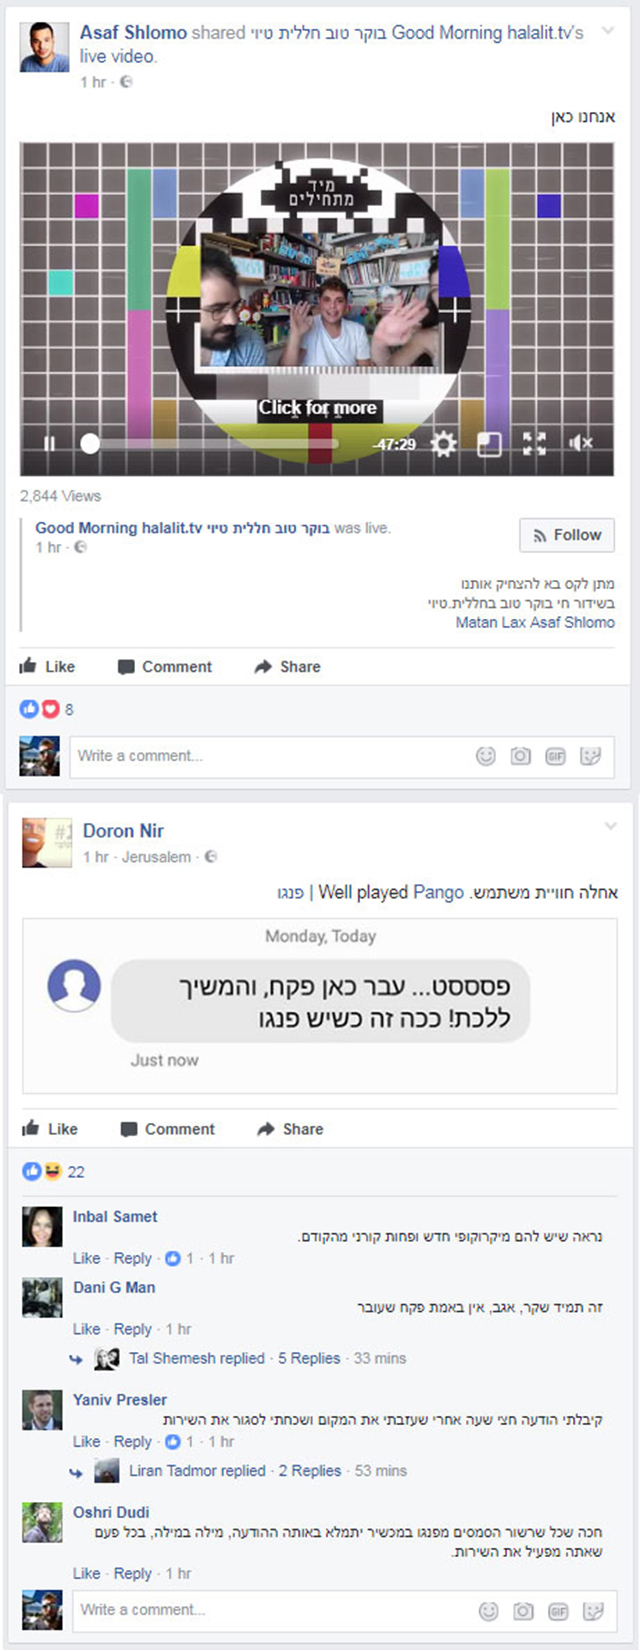 Asaf Shlomo shared בוקר טוב חללית טיוי Good Morning halalit.tv's
live video.
1 hr ·
אנחנו כאן
מיד
מתחילים
Click for more
-47:29
2,844 Views
Good Morning halalit.tv בוקר טוב חללית טיוי was live.
1 hr ·
Follow
מתן לקס בא להצחיק אותנו
בשידור חי בוקר טוב בחללית.טיוי
Matan Lax Asaf Shlomo
Like Comment Share
8
Write a comment...
GIF
#1
Doron Nir
1 hr · Jerusalem ·
אחלה חוויית משתמש. Well played Pango | פנגו
Monday, Today
פססססט... עבר כאן פקח, והמשיך
ללכת! ככה זה כשיש פנגו
Just now
Like Comment Share
22
Inbal Samet
נראה שיש להם מיקרוקופי חדש ופחות קורני מהקודם.
Like · Reply · 1 · 1 hr
Dani G Man
זה תמיד שקר, אגב, אין באמת פקח שעובר
Like · Reply · 1 hr
Tal Shemesh replied · 5 Replies · 33 mins
Yaniv Presler
קיבלתי הודעה חצי שעה אחרי שעזבתי את המקום ושכחתי לסגור את השירות
Like · Reply · 1 · 1 hr
Liran Tadmor replied · 2 Replies · 53 mins
Oshri Dudi
חכה שכל שרשור הסמסים מפנגו במכשיר יתמלא באותה ההודעה, מילה במילה, בכל פעם
שאתה מפעיל את השירות.
Like · Reply · 1 hr
Write a comment...
GIF